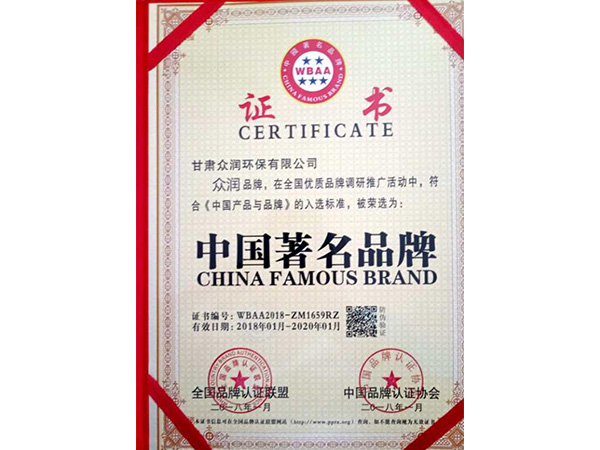 中国著名品牌
WBAA
CHINA FAMOUS BRAND
证书
CERTIFICATE
甘肃众润环保有限公司
众润品牌，在全国优质品牌调研推广活动中，符
合《中国产品与品牌》的入选标准，被荣选为：
中国著名品牌
CHINA FAMOUS BRAND
证书编号：WBAA2018-ZM1659RZ
有效日期：2018年01月-2020年01月
防伪验证
全国品牌认证联盟
二〇一八年一月
中国品牌认证协会
二〇一八年一月